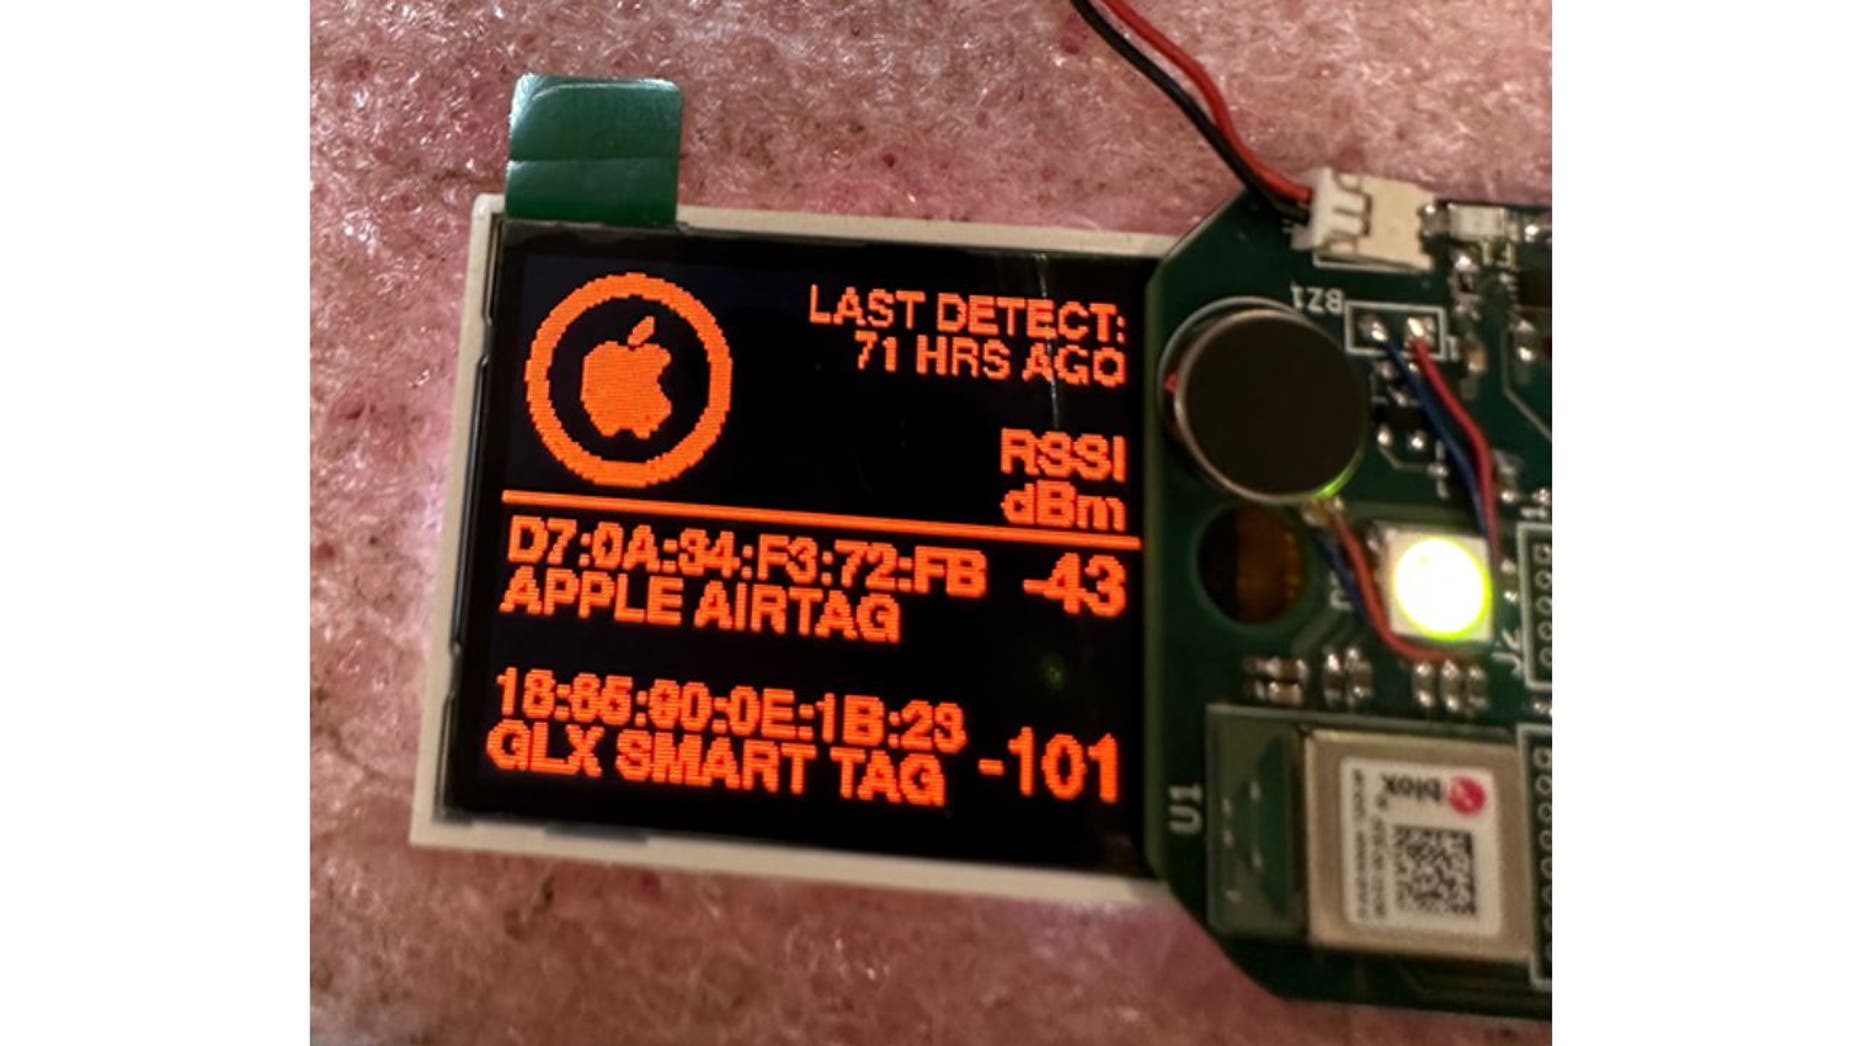 LAST DETECT:
71 HRS AGO
RSSI
dBm
D7:0A:34:F3:72:FB -43
APPLE AIRTAG
18:65:90:0E:1B:23 -101
GLX SMART TAG
BZ1
U1
blox